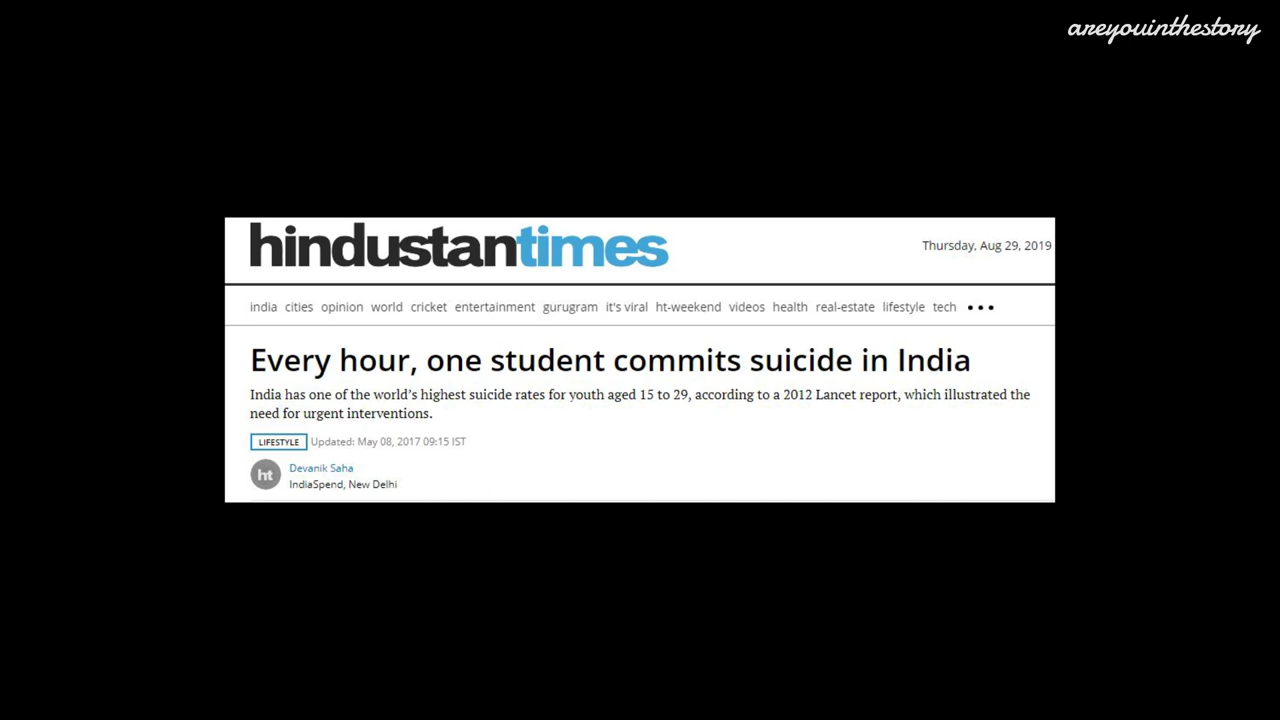 areyouinthestory
hindustantimes
Thursday, Aug 29, 2019
india cities opinion world cricket entertainment gurugram it's viral ht-weekend videos health real-estate lifestyle tech •••
Every hour, one student commits suicide in India
India has one of the world's highest suicide rates for youth aged 15 to 29, according to a 2012 Lancet report, which illustrated the
need for urgent interventions.
LIFESTYLE Updated: May 08, 2017 09:15 IST
ht
Devanik Saha
IndiaSpend, New Delhi